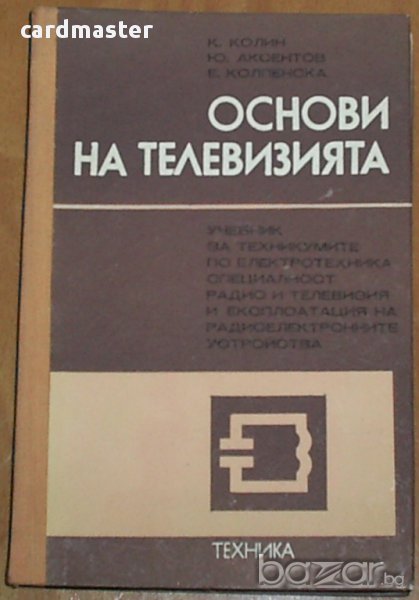 cardmaster
К. КОЛИН
Ю. АКСЕНТОВ
Е. КОЛПЕНСКА
ОСНОВИ
НА ТЕЛЕВИЗИЯТА
УЧЕБНИК
ЗА ТЕХНИКУМИТЕ
ПО ЕЛЕКТРОТЕХНИКА
СПЕЦИАЛНОСТ
РАДИО И ТЕЛЕВИЗИЯ
И ЕКСПЛОАТАЦИЯ НА
РАДИОЕЛЕКТРОННИТЕ
УСТРОЙСТВА
ТЕХНИКА
bazar.bg